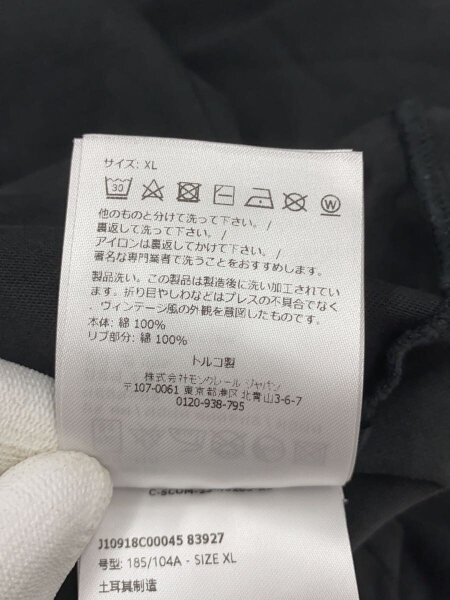 サイズ: XL
30
W
他のものと分けて洗って下さい。/
裏返して洗って下さい。/
アイロンは裏返してかけて下さい。/
著名な専門業者で洗うことをおすすめします。
製品洗い。この製品は製造後に洗い加工されてい
ます。折り目やしわなどはプレスの不具合でなく
、ヴィンテージ風の外観を意図したものです。
本体: 綿 100%
リブ部分: 綿 100%
トルコ製
株式会社モンクレール ジャパン
〒107-0061 東京都港区北青山3-6-7
0120-938-795
J10918C00045 83927
号型: 185/104A - SIZE XL
土耳其制造